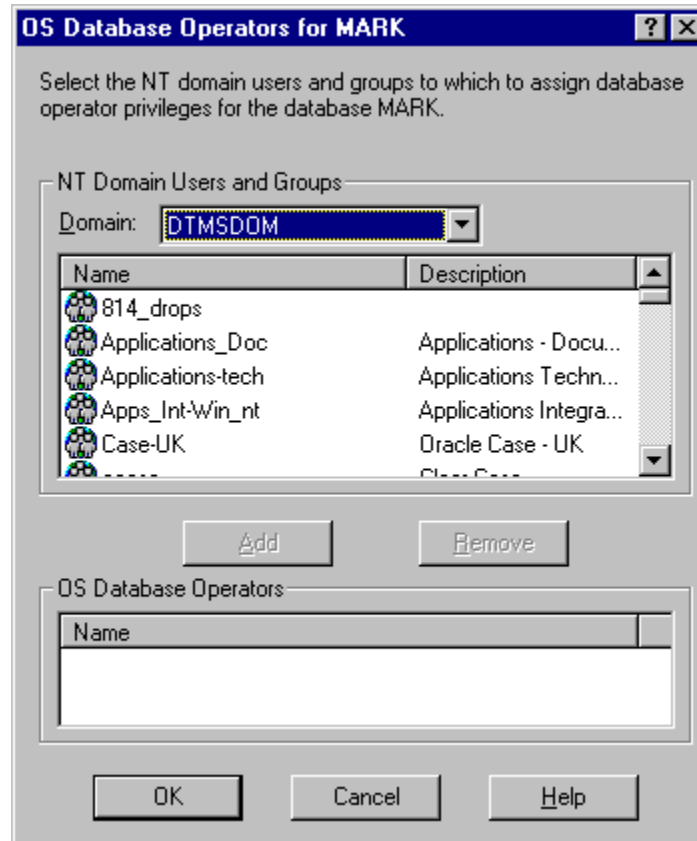 OS Database Operators for MARK
Select the NT domain users and groups to which to assign database
operator privileges for the database MARK.
NT Domain Users and Groups
Domain: DTMSDOM
Name Description
814_drops
Applications_Doc Applications - Docu...
Applications-tech Applications Techn...
Apps_Int-Win_nt Applications Integra...
Case-UK Oracle Case - UK
Add Remove
OS Database Operators
Name
OK Cancel Help